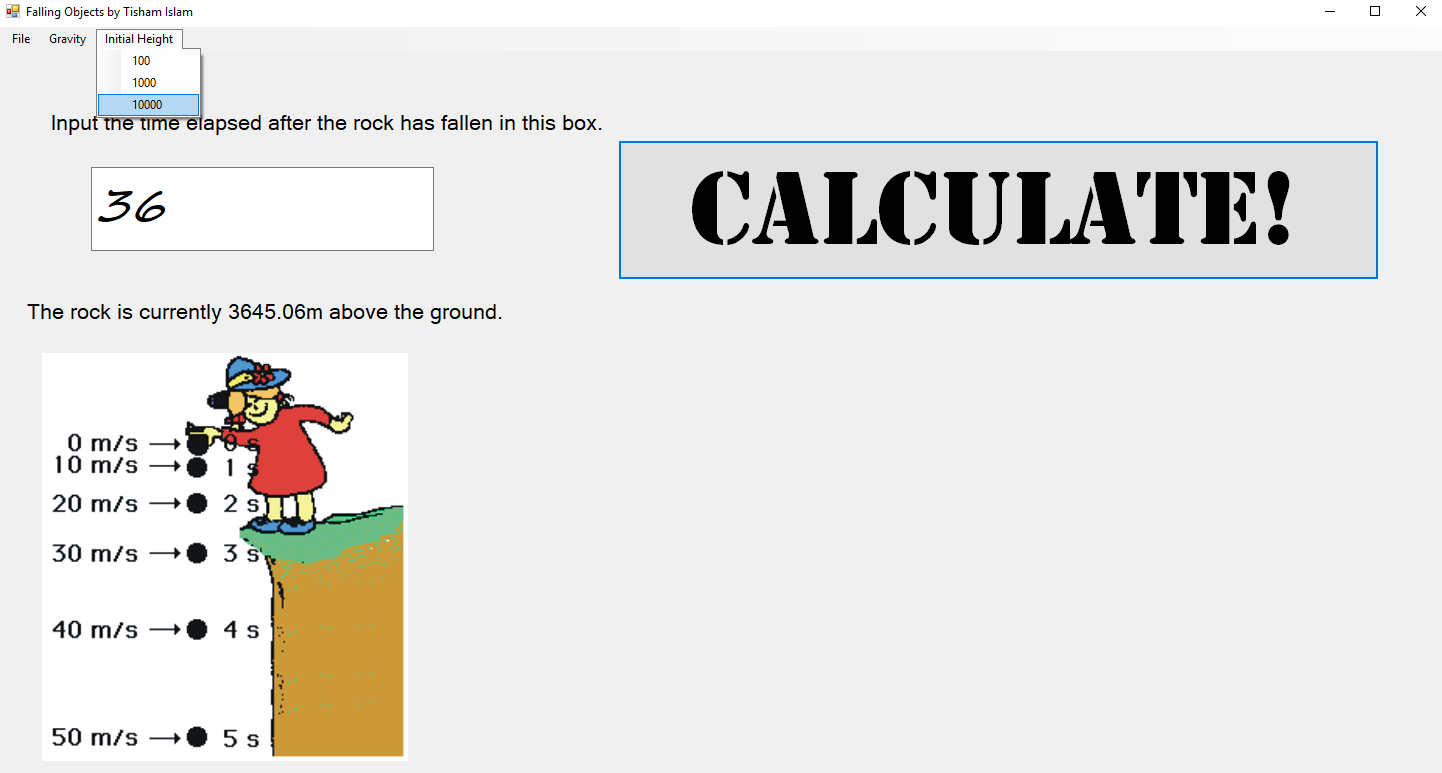 Falling Objects by Tisham Islam
File Gravity Initial Height
100
1000
10000
Input the time elapsed after the rock has fallen in this box.
36
CALCULATE!
The rock is currently 3645.06m above the ground.
0 m/s 0 s
10 m/s 1 s
20 m/s 2 s
30 m/s 3 s
40 m/s 4 s
50 m/s 5 s